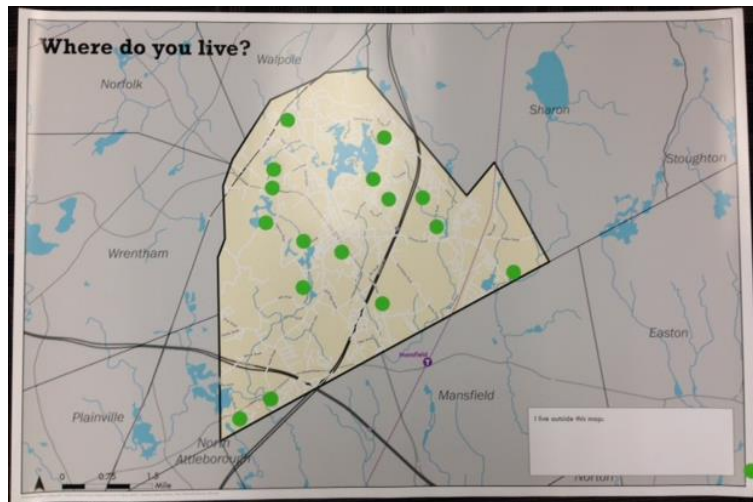 Where do you live?
Walpole
Norfolk
Sharon
Stoughton
Wrentham
Easton
Mansfield
Mansfield
Plainville
I live outside this map:
North
Attleborough
Norton
0 0.75 1.5
Mile